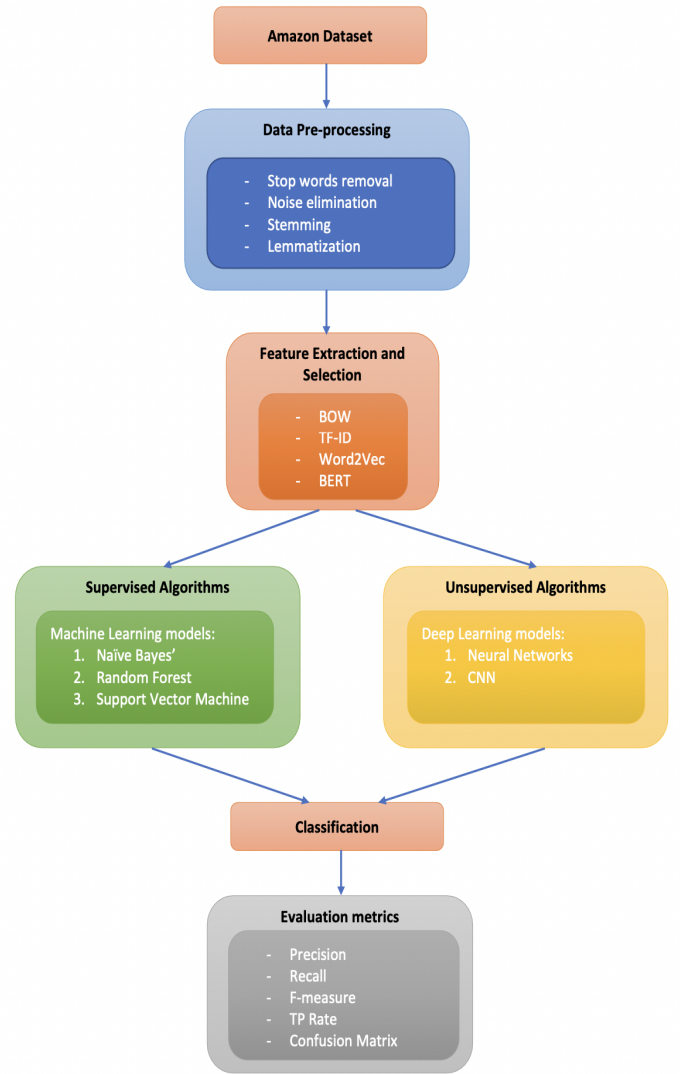 Amazon Dataset
Data Pre-processing
- Stop words removal
- Noise elimination
- Stemming
- Lemmatization
Feature Extraction and
Selection
- BOW
- TF-ID
- Word2Vec
- BERT
Supervised Algorithms
Machine Learning models:
1. Naïve Bayes’
2. Random Forest
3. Support Vector Machine
Unsupervised Algorithms
Deep Learning models:
1. Neural Networks
2. CNN
Classification
Evaluation metrics
- Precision
- Recall
- F-measure
- TP Rate
- Confusion Matrix